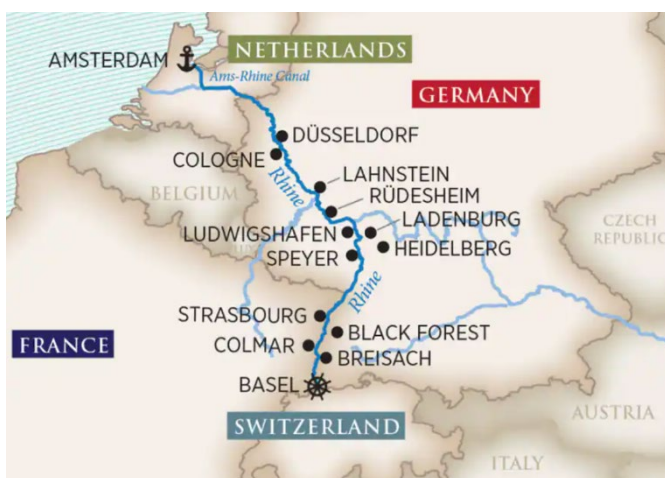 AMSTERDAM
NETHERLANDS
Ams-Rhine Canal
GERMANY
DÜSSELDORF
COLOGNE
Rhine
LAHNSTEIN
BELGIUM
RÜDESHEIM
LADENBURG
CZECH
REPUBLIC
LUDWIGSHAFEN
HEIDELBERG
SPEYER
Rhine
STRASBOURG
BLACK FOREST
FRANCE
COLMAR
BREISACH
BASEL
SWITZERLAND
AUSTRIA
ITALY